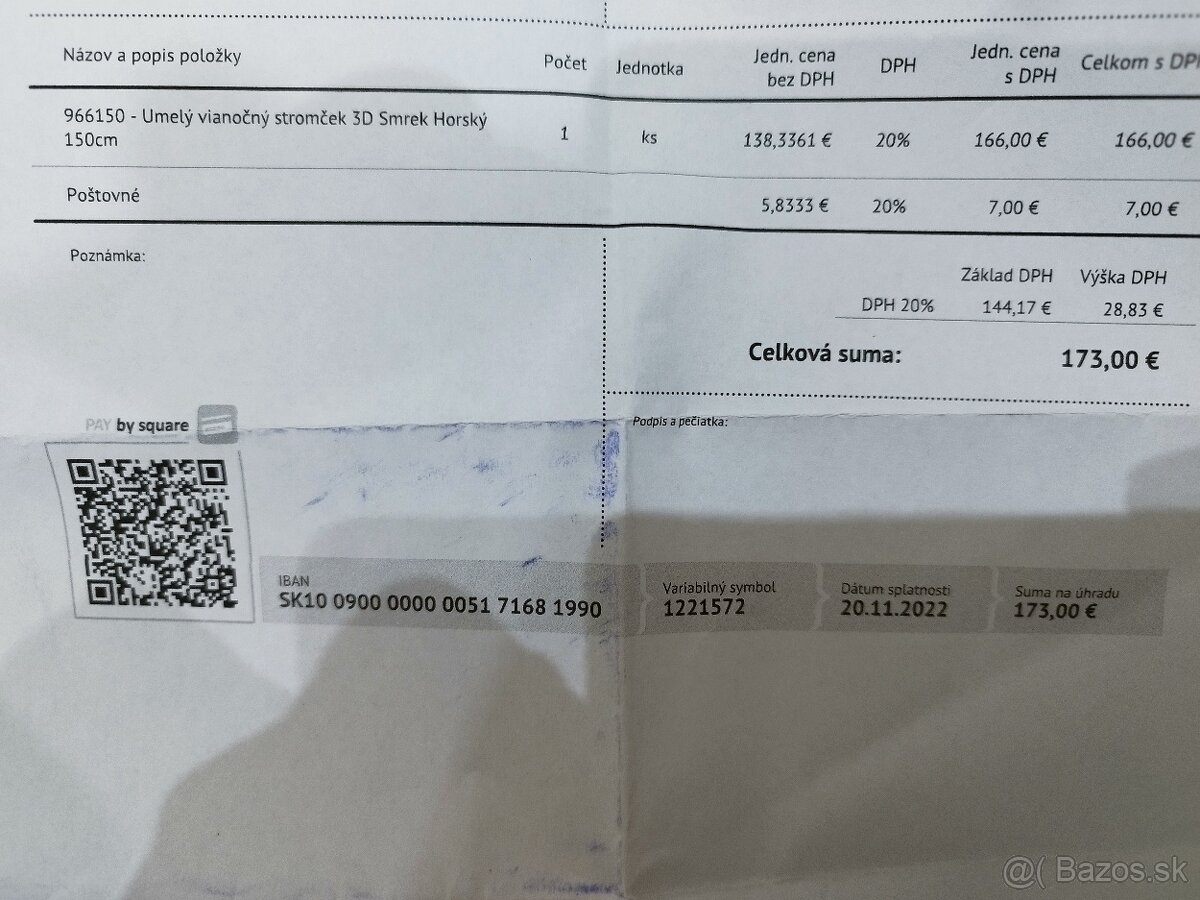 Názov a popis položky Počet Jednotka Jedn. cena bez DPH DPH Jedn. cena s DPH Celkom s DPH
966150 - Umelý vianočný stromček 3D Smrek Horský
150cm 1 ks 138,3361 € 20% 166,00 € 166,00 €
Poštovné 5,8333 € 20% 7,00 € 7,00 €
Poznámka:
Základ DPH Výška DPH
DPH 20% 144,17 € 28,83 €
Celková suma: 173,00 €
Podpis a pečiatka:
PAY by square
IBAN Variabilný symbol Dátum splatnosti Suma na úhradu
SK10 0900 0000 0051 7168 1990 1221572 20.11.2022 173,00 €
@( Bazos.sk